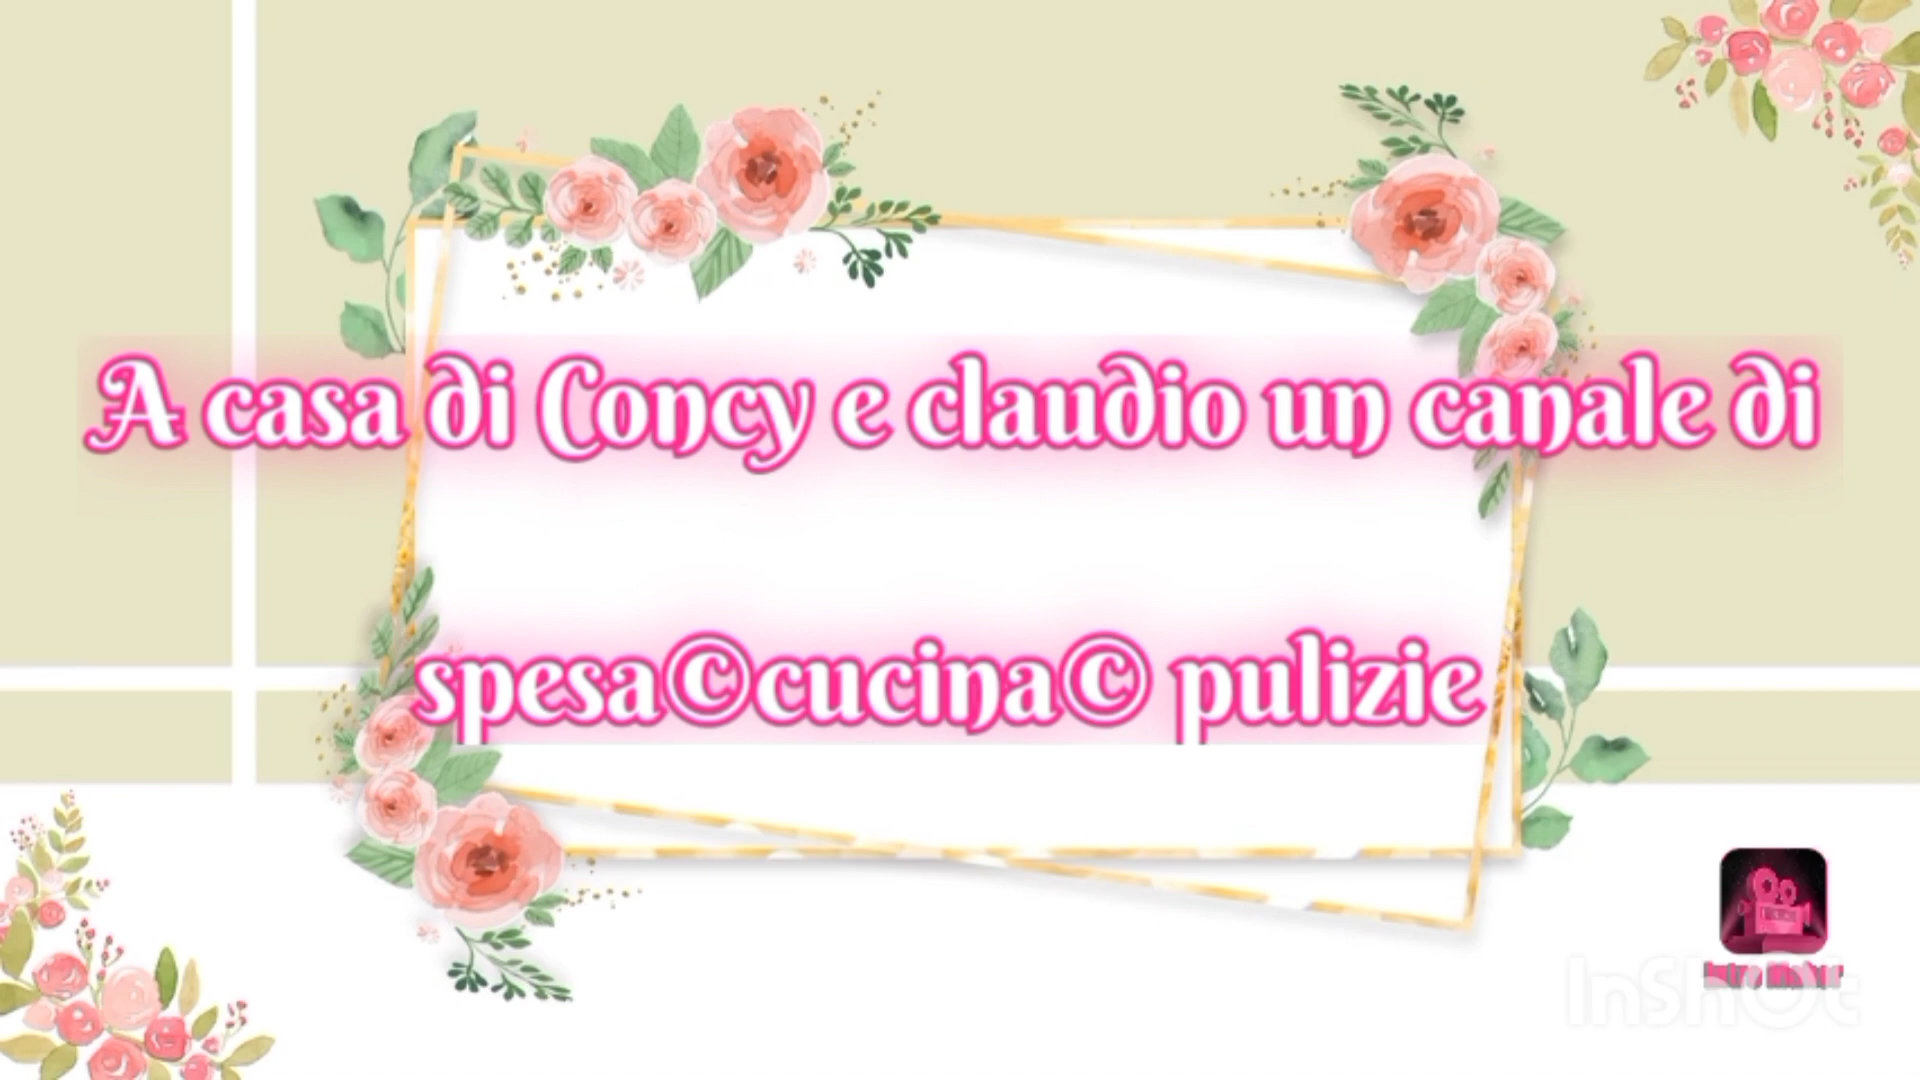 A casa di Concy e claudio un canale di
spesa©cucina© pulizie
InShOt